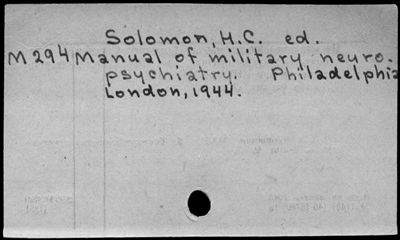 Solomon, H.C. ed.
M294 Manual of military neuro-
psychiatry. Philadelphia
London, 1944.